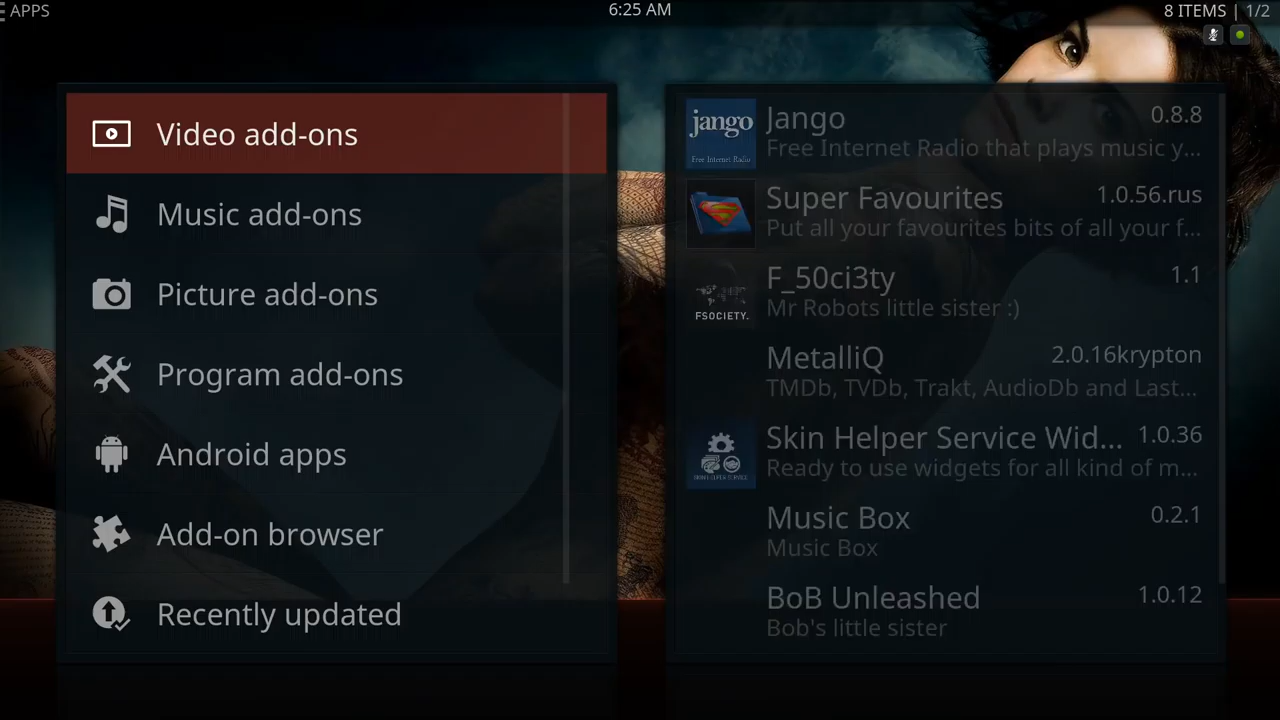 APPS
6:25 AM
8 ITEMS | 1/2
Video add-ons
Music add-ons
Picture add-ons
Program add-ons
Android apps
Add-on browser
Recently updated
jango
Free Internet Radio
Jango 0.8.8
Free Internet Radio that plays music y...
Super Favourites 1.0.56.rus
Put all your favourites bits of all your f...
FSOCIETY.
F_50ci3ty 1.1
Mr Robots little sister :)
MetalliQ 2.0.16krypton
TMDb, TVDb, Trakt, AudioDb and Last...
Skin Helper Service Wid... 1.0.36
Ready to use widgets for all kind of m...
Music Box 0.2.1
Music Box
BoB Unleashed 1.0.12
Bob's little sister